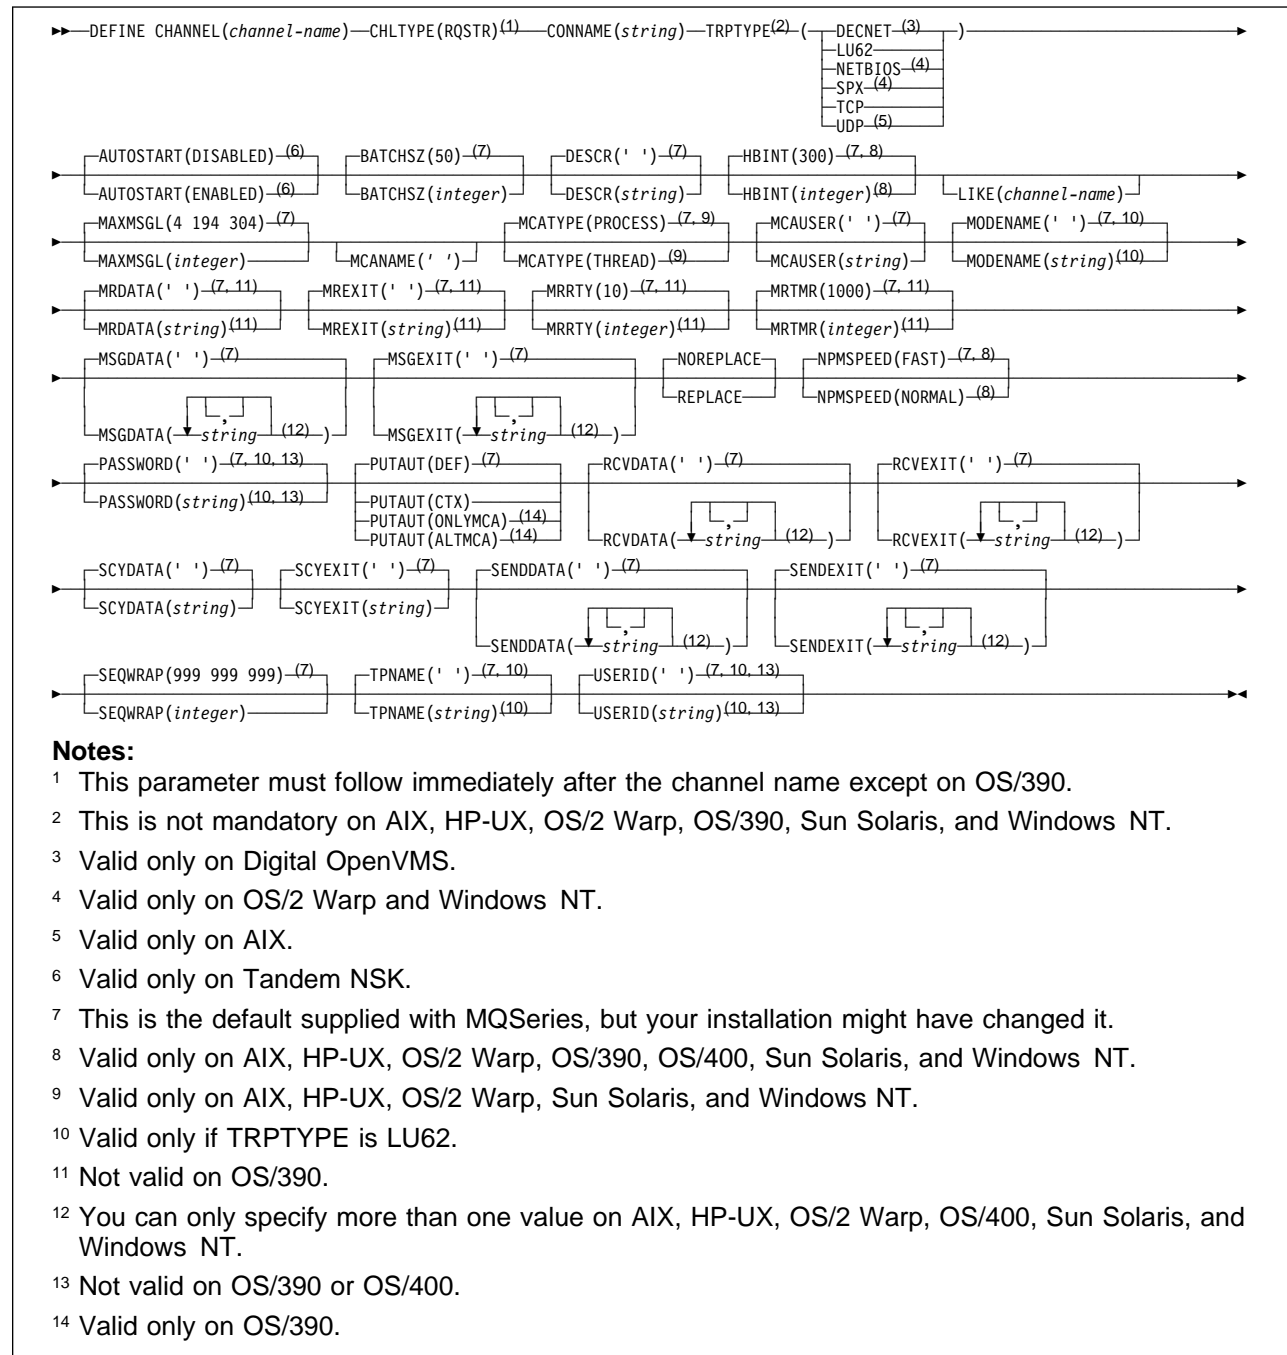 DEFINE CHANNEL(channel-name) CHLTYPE(RQSTR) (1) CONNAME(string) TRPTYPE (2) ( DECNET (3) )
LU62
NETBIOS (4)
SPX (4)
TCP
UDP (5)
AUTOSTART(DISABLED) (6) BATCHSZ(50) (7) DESCR(' ') (7) HBINT(300) (7, 8)
AUTOSTART(ENABLED) (6) BATCHSZ(integer) DESCR(string) HBINT(integer) (8) LIKE(channel-name)
MAXMSGL(4 194 304) (7) MCATYPE(PROCESS) (7, 9) MCAUSER(' ') (7) MODENAME(' ') (7, 10)
MAXMSGL(integer) MCANAME(' ') MCATYPE(THREAD) (9) MCAUSER(string) MODENAME(string) (10)
MRDATA(' ') (7, 11) MREXIT(' ') (7, 11) MRRTY(10) (7, 11) MRTMR(1000) (7, 11)
MRDATA(string) (11) MREXIT(string) (11) MRRTY(integer) (11) MRTMR(integer) (11)
MSGDATA(' ') (7) MSGEXIT(' ') (7) NOREPLACE NPMSPEED(FAST) (7, 8)
REPLACE NPMSPEED(NORMAL) (8)
, ,
MSGDATA( string (12) ) MSGEXIT( string (12) )
PASSWORD(' ') (7, 10, 13) PUTAUT(DEF) (7) RCVDATA(' ') (7) RCVEXIT(' ') (7)
PASSWORD(string) (10, 13) PUTAUT(CTX)
PUTAUT(ONLYMCA) (14) , ,
PUTAUT(ALTMCA) (14) RCVDATA( string (12) ) RCVEXIT( string (12) )
SCYDATA(' ') (7) SCYEXIT(' ') (7) SENDDATA(' ') (7) SENDEXIT(' ') (7)
SCYDATA(string) SCYEXIT(string)
, ,
SENDDATA( string (12) ) SENDEXIT( string (12) )
SEQWRAP(999 999 999) (7) TPNAME(' ') (7, 10) USERID(' ') (7, 10, 13)
SEQWRAP(integer) TPNAME(string) (10) USERID(string) (10, 13)
Notes:
1 This parameter must follow immediately after the channel name except on OS/390.
2 This is not mandatory on AIX, HP-UX, OS/2 Warp, OS/390, Sun Solaris, and Windows NT.
3 Valid only on Digital OpenVMS.
4 Valid only on OS/2 Warp and Windows NT.
5 Valid only on AIX.
6 Valid only on Tandem NSK.
7 This is the default supplied with MQSeries, but your installation might have changed it.
8 Valid only on AIX, HP-UX, OS/2 Warp, OS/390, OS/400, Sun Solaris, and Windows NT.
9 Valid only on AIX, HP-UX, OS/2 Warp, Sun Solaris, and Windows NT.
10 Valid only if TRPTYPE is LU62.
11 Not valid on OS/390.
12 You can only specify more than one value on AIX, HP-UX, OS/2 Warp, OS/400, Sun Solaris, and
Windows NT.
13 Not valid on OS/390 or OS/400.
14 Valid only on OS/390.